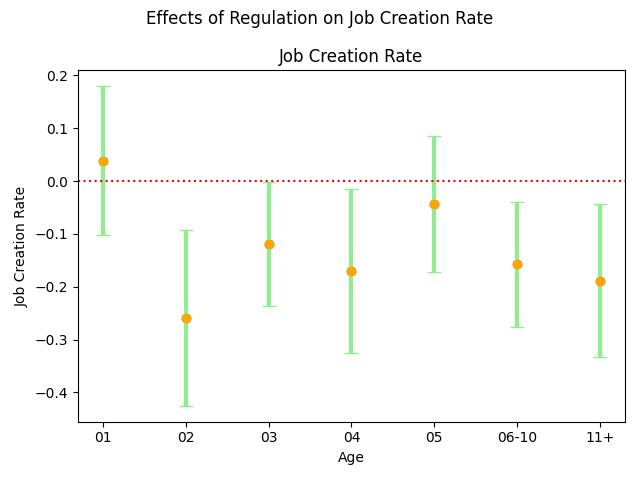 Effects of Regulation on Job Creation Rate
Job Creation Rate
0.2
0.1
0.0
−0.1
−0.2
−0.3
−0.4
Job Creation Rate
01 02 03 04 05 06-10 11+
Age